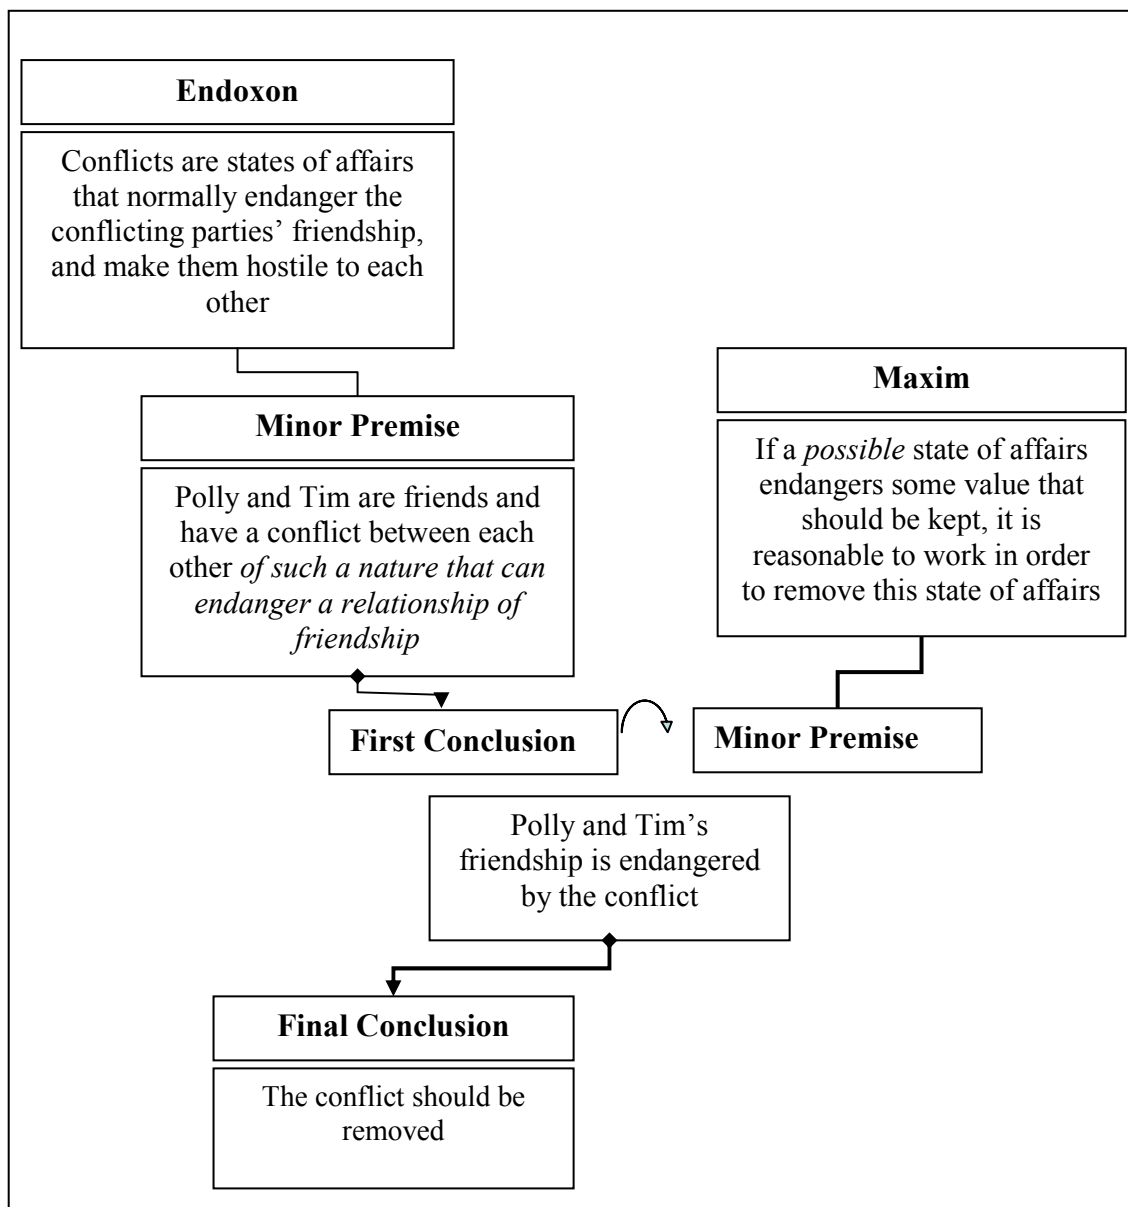 Endoxon
Conflicts are states of affairs
that normally endanger the
conflicting parties’ friendship,
and make them hostile to each
other
Minor Premise
Polly and Tim are friends and
have a conflict between each
other of such a nature that can
endanger a relationship of
friendship
Maxim
If a possible state of affairs
endangers some value that
should be kept, it is
reasonable to work in order
to remove this state of affairs
First Conclusion
Minor Premise
Polly and Tim’s
friendship is endangered
by the conflict
Final Conclusion
The conflict should be
removed